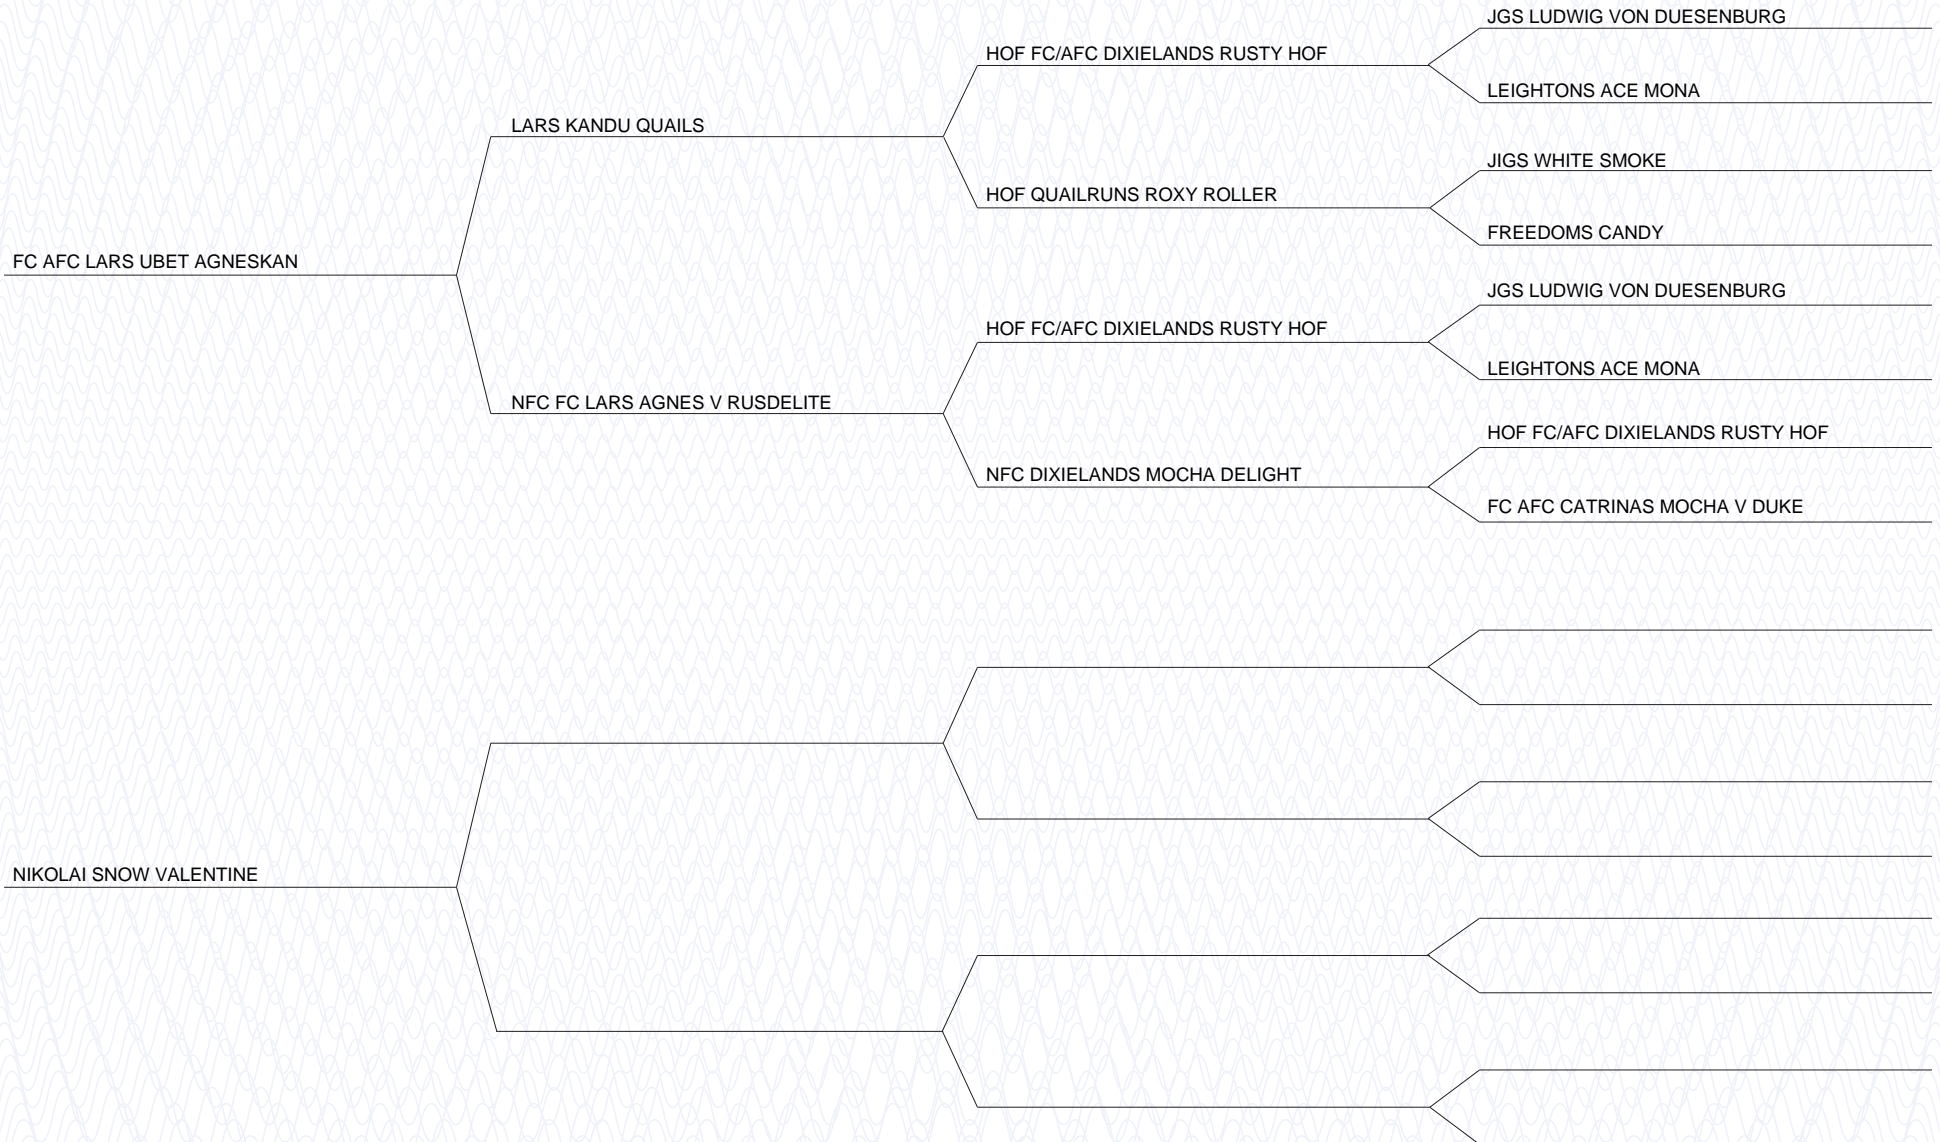 JGS LUDWIG VON DUESENBURG
HOF FC/AFC DIXIELANDS RUSTY HOF
LEIGHTONS ACE MONA
LARS KANDU QUAILS
JIGS WHITE SMOKE
HOF QUAILRUNS ROXY ROLLER
FREEDOMS CANDY
FC AFC LARS UBET AGNESKAN
JGS LUDWIG VON DUESENBURG
HOF FC/AFC DIXIELANDS RUSTY HOF
LEIGHTONS ACE MONA
NFC FC LARS AGNES V RUSDELITE
HOF FC/AFC DIXIELANDS RUSTY HOF
NFC DIXIELANDS MOCHA DELIGHT
FC AFC CATRINAS MOCHA V DUKE
NIKOLAI SNOW VALENTINE